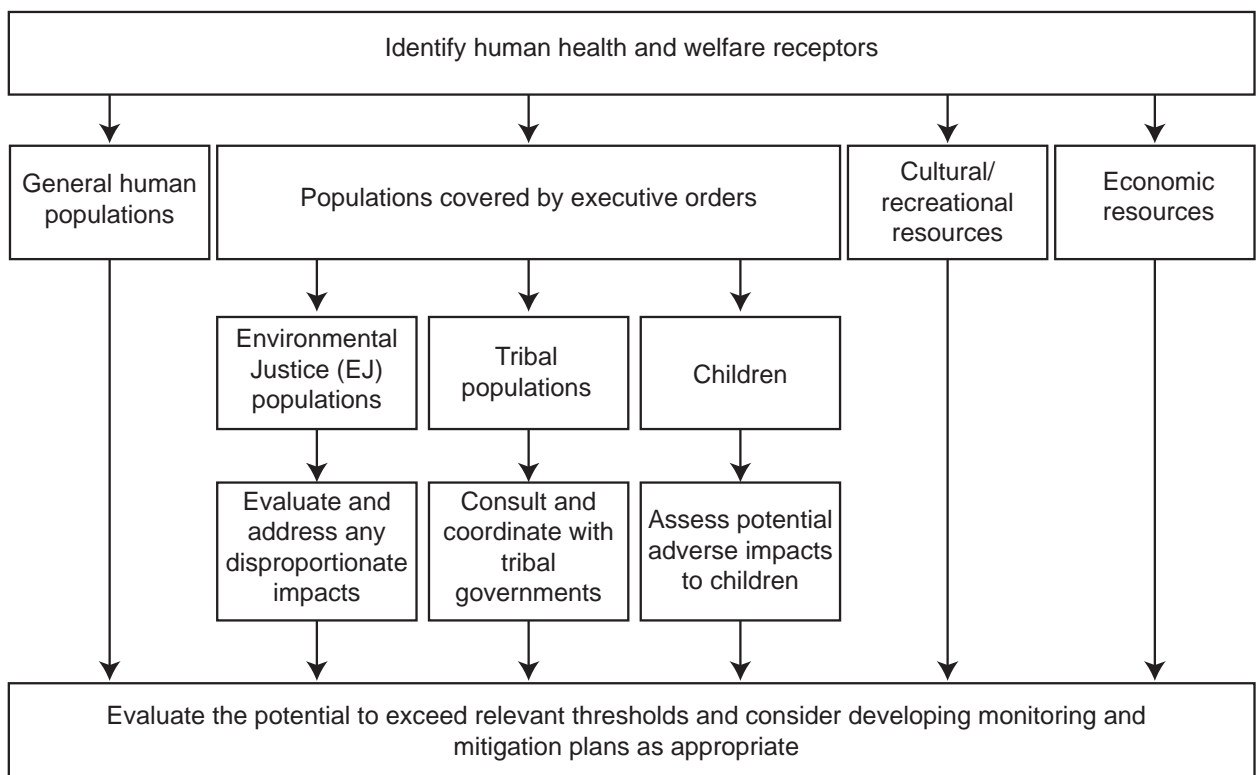 Identify human health and welfare receptors
General human
populations
Populations covered by executive orders
Cultural/
recreational
resources
Economic
resources
Environmental
Justice (EJ)
populations
Tribal
populations
Children
Evaluate and
address any
disproportionate
impacts
Consult and
coordinate with
tribal
governments
Assess potential
adverse impacts
to children
Evaluate the potential to exceed relevant thresholds and consider developing monitoring and
mitigation plans as appropriate